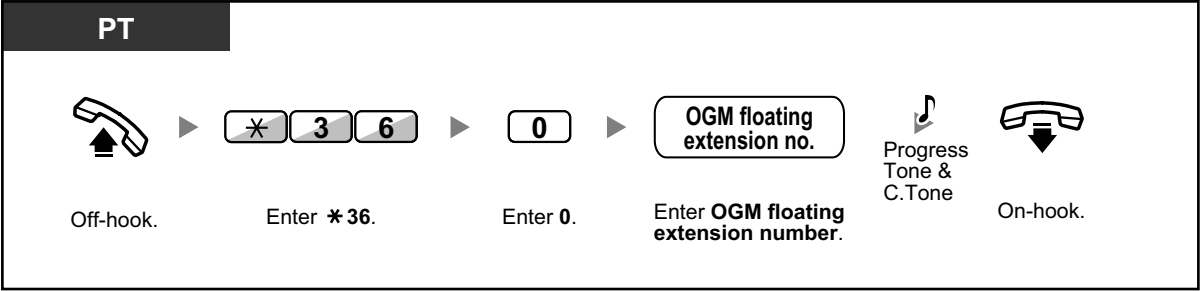 PT
✳ 3 6
0
OGM floating
extension no.
Progress
Tone &
C.Tone
Off-hook.
Enter ✳36.
Enter 0.
Enter OGM floating
extension number.
On-hook.